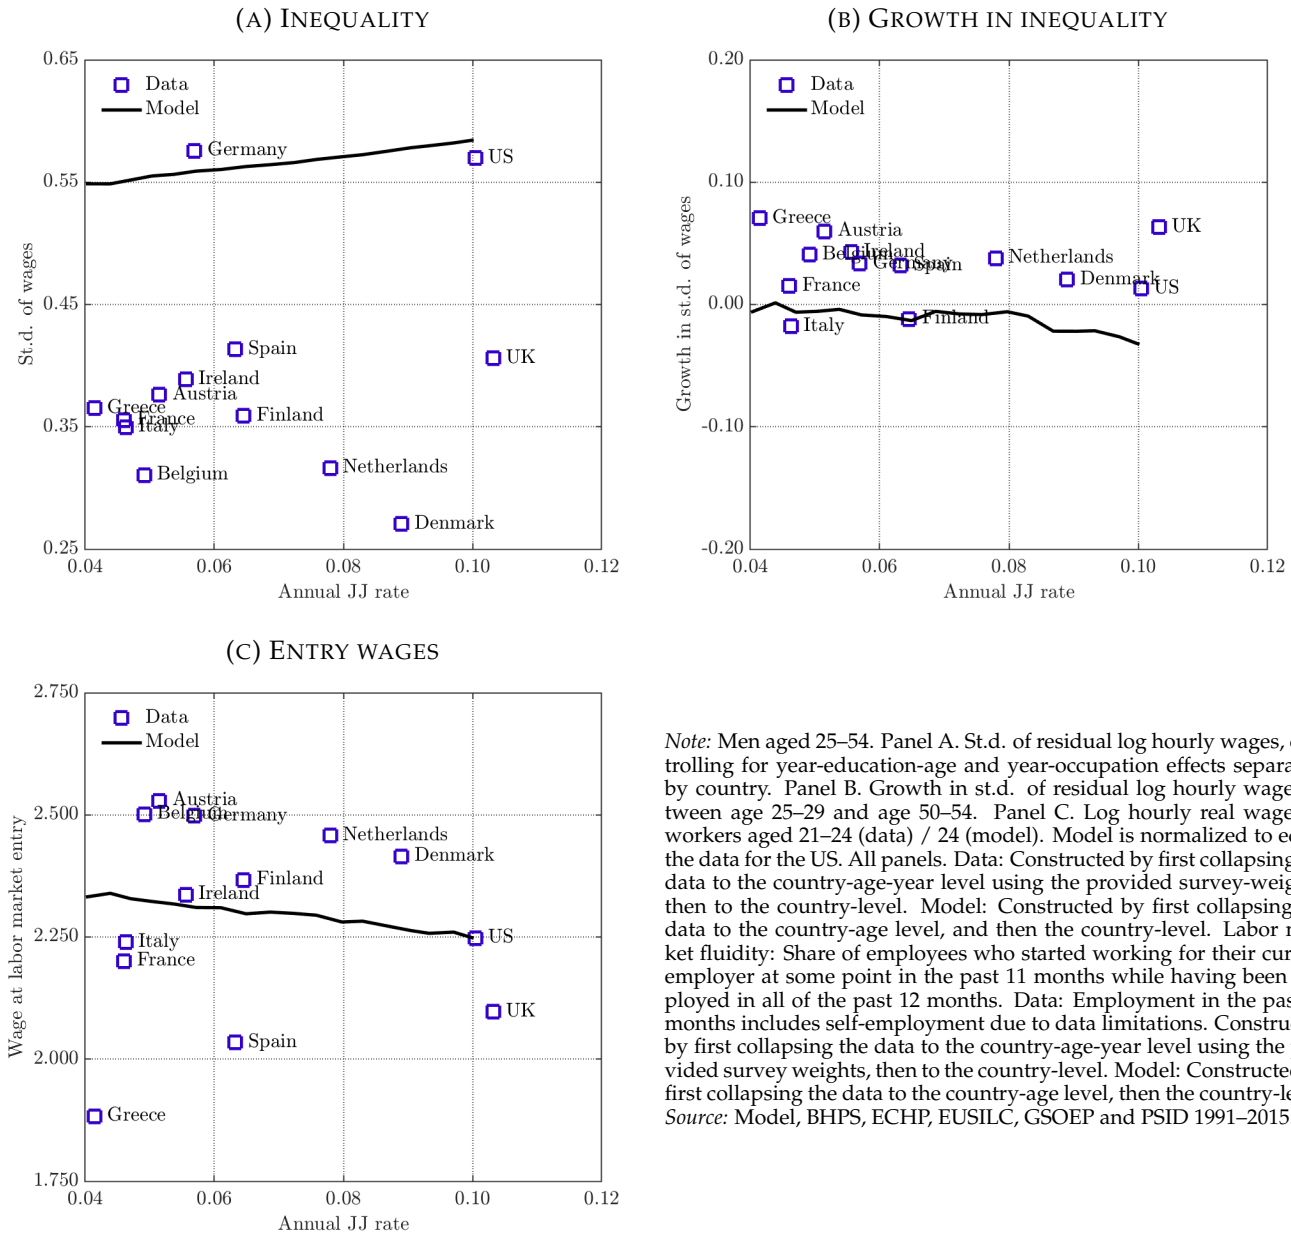 (A) INEQUALITY
0.65
0.55
0.45
0.35
0.25
St.d. of wages
Data
Model
Germany
US
Spain
UK
Ireland
Austria
Greece
France
Italy
Finland
Belgium
Netherlands
Denmark
0.04 0.06 0.08 0.10 0.12
Annual JJ rate
(B) GROWTH IN INEQUALITY
0.20
0.10
0.00
-0.10
-0.20
Growth in st.d. of wages
Data
Model
Greece
Austria
UK
Ireland
Belgium
Germany
Spain
Netherlands
Denmark
US
France
Italy
Finland
0.04 0.06 0.08 0.10 0.12
Annual JJ rate
(C) ENTRY WAGES
2.750
2.500
2.250
2.000
1.750
Wage at labor market entry
Data
Model
Austria
Belgium
Germany
Netherlands
Denmark
Finland
Ireland
Italy
US
France
UK
Spain
Greece
0.04 0.06 0.08 0.10 0.12
Annual JJ rate
Note: Men aged 25–54. Panel A. St.d. of residual log hourly wages,
trolling for year-education-age and year-occupation effects separa
by country. Panel B. Growth in st.d. of residual log hourly wage
tween age 25–29 and age 50–54. Panel C. Log hourly real wage
workers aged 21–24 (data) / 24 (model). Model is normalized to e
the data for the US. All panels. Data: Constructed by first collapsing
data to the country-age-year level using the provided survey-weig
then to the country-level. Model: Constructed by first collapsing
data to the country-age level, and then the country-level. Labor
ket fluidity: Share of employees who started working for their cur
employer at some point in the past 11 months while having been
ployed in all of the past 12 months. Data: Employment in the pas
months includes self-employment due to data limitations. Constru
by first collapsing the data to the country-age-year level using the
vided survey weights, then to the country-level. Model: Constructed
first collapsing the data to the country-age level, then the country-le
Source: Model, BHPS, ECHP, EUSILC, GSOEP and PSID 1991–2015